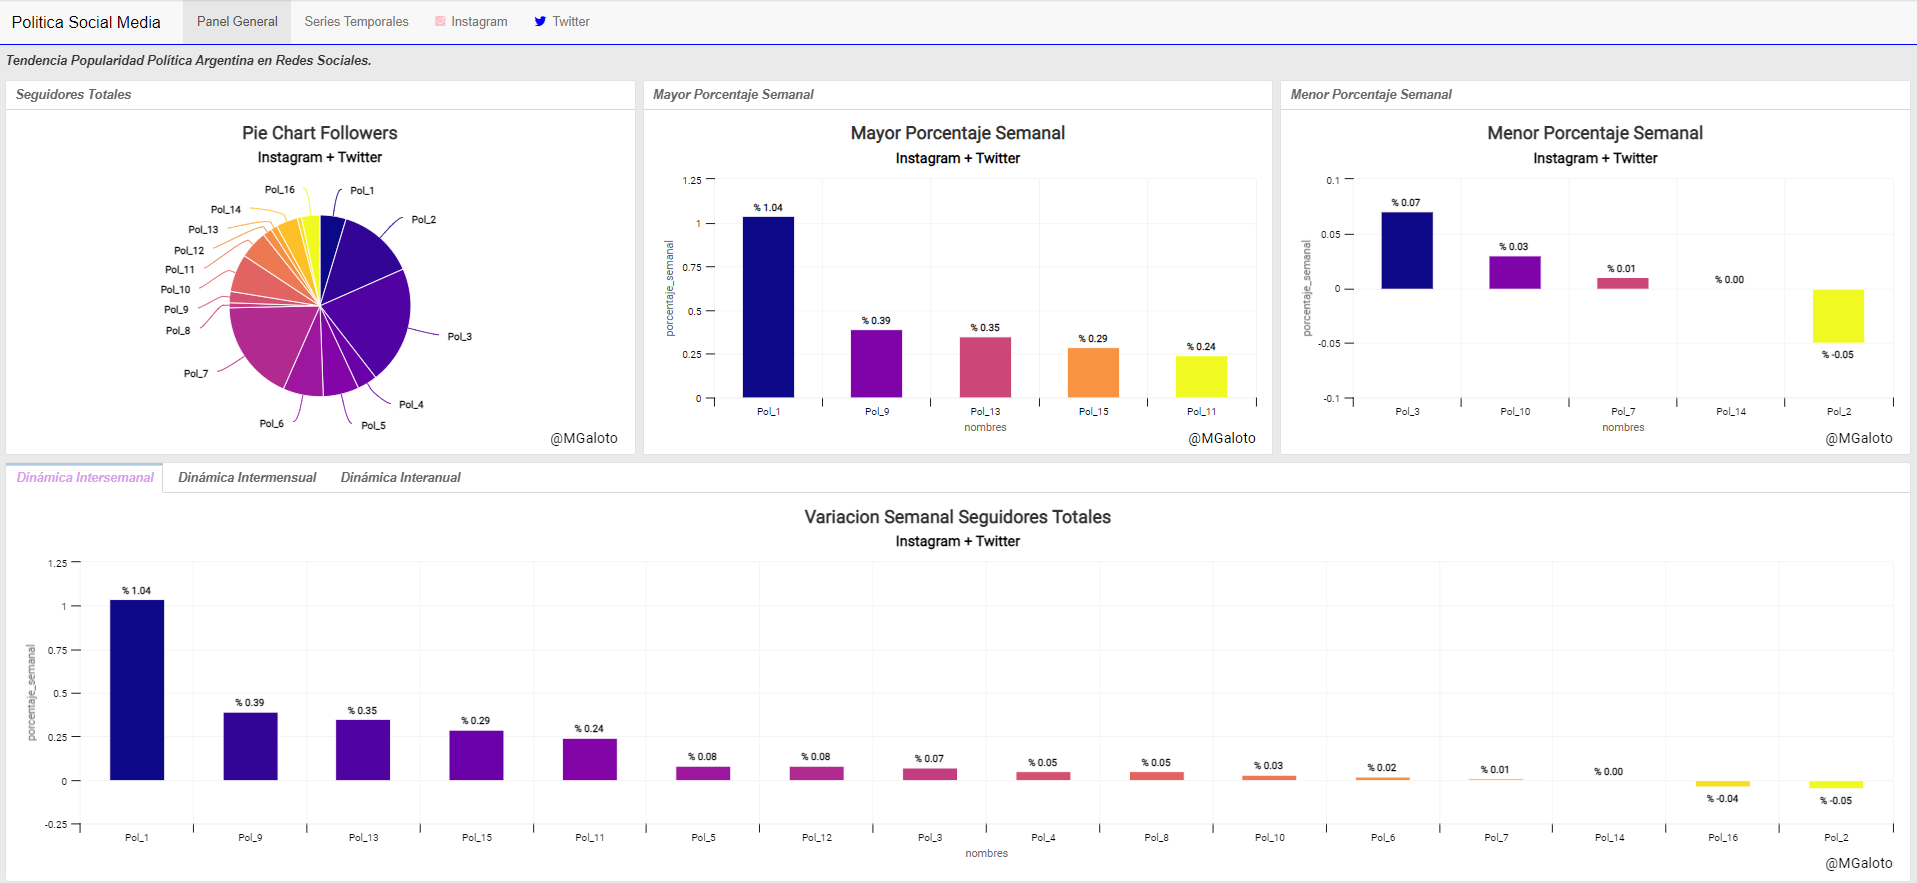 Politica Social Media
Panel General
Series Temporales
Instagram
Twitter
Tendencia Popularidad Política Argentina en Redes Sociales.
Seguidores Totales
Pie Chart Followers
Instagram + Twitter
Pol_1
Pol_2
Pol_3
Pol_4
Pol_5
Pol_6
Pol_7
Pol_8
Pol_9
Pol_10
Pol_11
Pol_12
Pol_13
Pol_14
Pol_16
@MGaloto
Mayor Porcentaje Semanal
Mayor Porcentaje Semanal
Instagram + Twitter
porcentaje_semanal
1.25
1
0.75
0.5
0.25
0
% 1.04
% 0.39
% 0.35
% 0.29
% 0.24
Pol_1
Pol_9
Pol_13
Pol_15
Pol_11
nombres
@MGaloto
Menor Porcentaje Semanal
Menor Porcentaje Semanal
Instagram + Twitter
porcentaje_semanal
0.1
0.05
0
-0.05
-0.1
% 0.07
% 0.03
% 0.01
% 0.00
% -0.05
Pol_3
Pol_10
Pol_7
Pol_14
Pol_2
nombres
@MGaloto
Dinámica Intersemanal
Dinámica Intermensual
Dinámica Interanual
Variacion Semanal Seguidores Totales
Instagram + Twitter
porcentaje_semanal
1.25
1
0.75
0.5
0.25
0
-0.25
% 1.04
% 0.39
% 0.35
% 0.29
% 0.24
% 0.08
% 0.08
% 0.07
% 0.05
% 0.05
% 0.03
% 0.02
% 0.01
% 0.00
% -0.04
% -0.05
Pol_1
Pol_9
Pol_13
Pol_15
Pol_11
Pol_5
Pol_12
Pol_3
Pol_4
Pol_8
Pol_10
Pol_6
Pol_7
Pol_14
Pol_16
Pol_2
nombres
@MGaloto